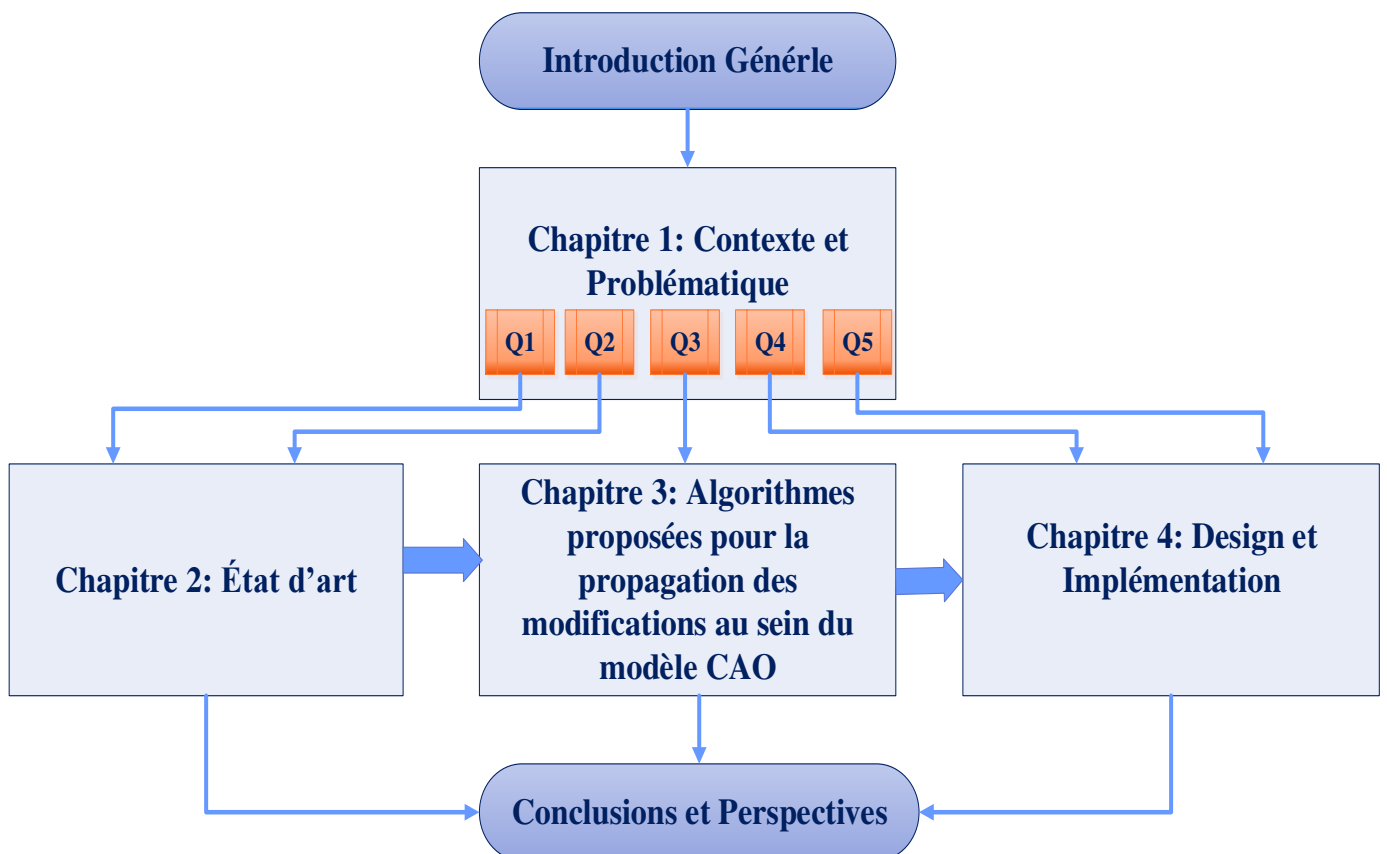 Introduction Générle
Chapitre 1: Contexte et
Problématique
Q1
Q2
Q3
Q4
Q5
Chapitre 2: État d’art
Chapitre 3: Algorithmes
proposées pour la
propagation des
modifications au sein du
modèle CAO
Chapitre 4: Design et
Implémentation
Conclusions et Perspectives